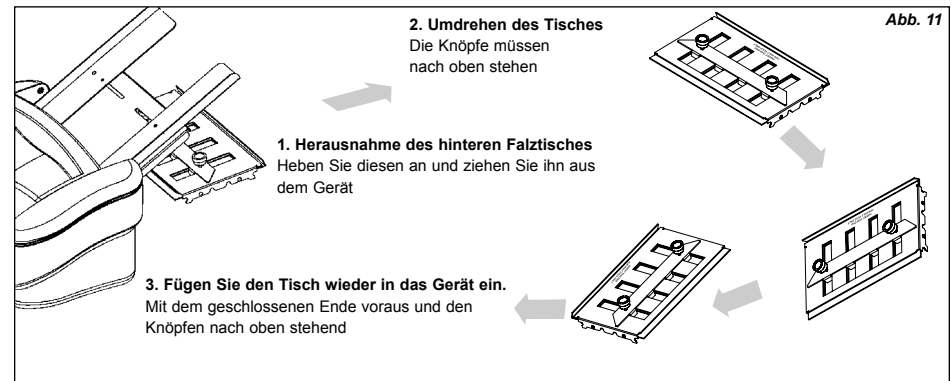 Abb. 11
2. Umdrehen des Tisches
Die Knöpfe müssen
nach oben stehen
1. Herausnahme des hinteren Falztisches
Heben Sie diesen an und ziehen Sie ihn aus
dem Gerät
3. Fügen Sie den Tisch wieder in das Gerät ein.
Mit dem geschlossenen Ende voraus und den
Knöpfen nach oben stehend